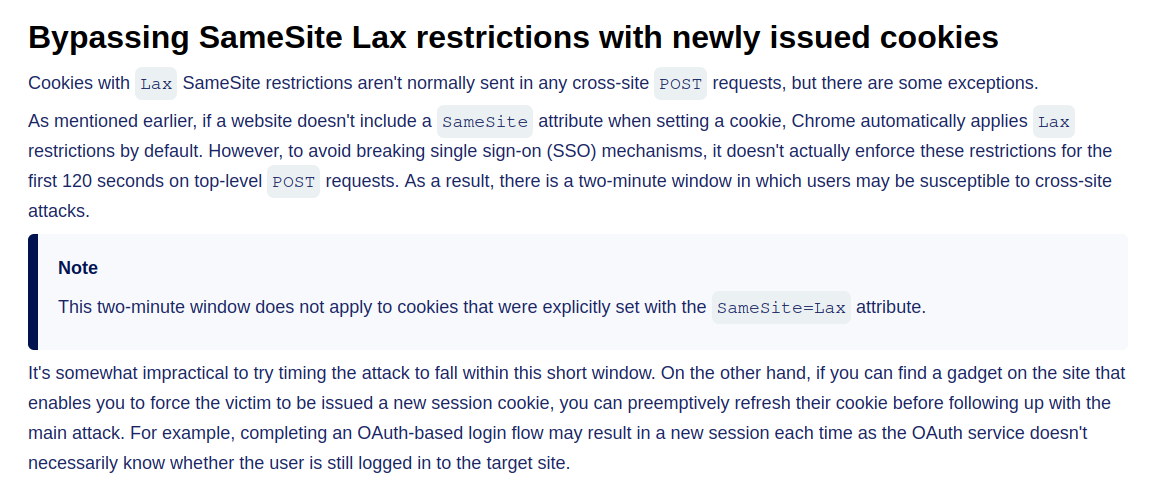 Bypassing SameSite Lax restrictions with newly issued cookies
Cookies with Lax SameSite restrictions aren't normally sent in any cross-site POST requests, but there are some exceptions.
As mentioned earlier, if a website doesn't include a SameSite attribute when setting a cookie, Chrome automatically applies Lax
restrictions by default. However, to avoid breaking single sign-on (SSO) mechanisms, it doesn't actually enforce these restrictions for the
first 120 seconds on top-level POST requests. As a result, there is a two-minute window in which users may be susceptible to cross-site
attacks.
Note
This two-minute window does not apply to cookies that were explicitly set with the SameSite=Lax attribute.
It's somewhat impractical to try timing the attack to fall within this short window. On the other hand, if you can find a gadget on the site that
enables you to force the victim to be issued a new session cookie, you can preemptively refresh their cookie before following up with the
main attack. For example, completing an OAuth-based login flow may result in a new session each time as the OAuth service doesn't
necessarily know whether the user is still logged in to the target site.